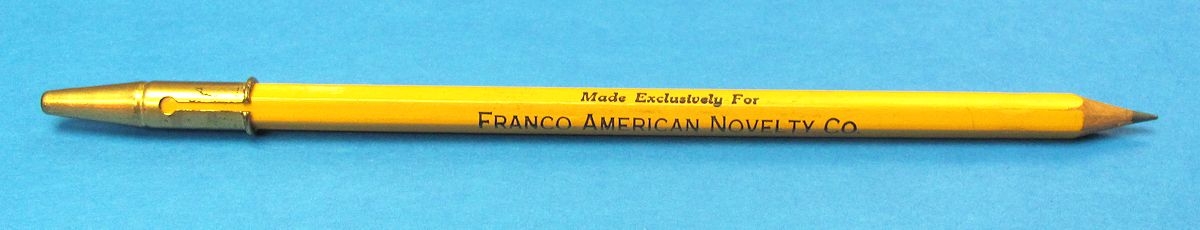 Made Exclusively For
FRANCO AMERICAN NOVELTY CO.